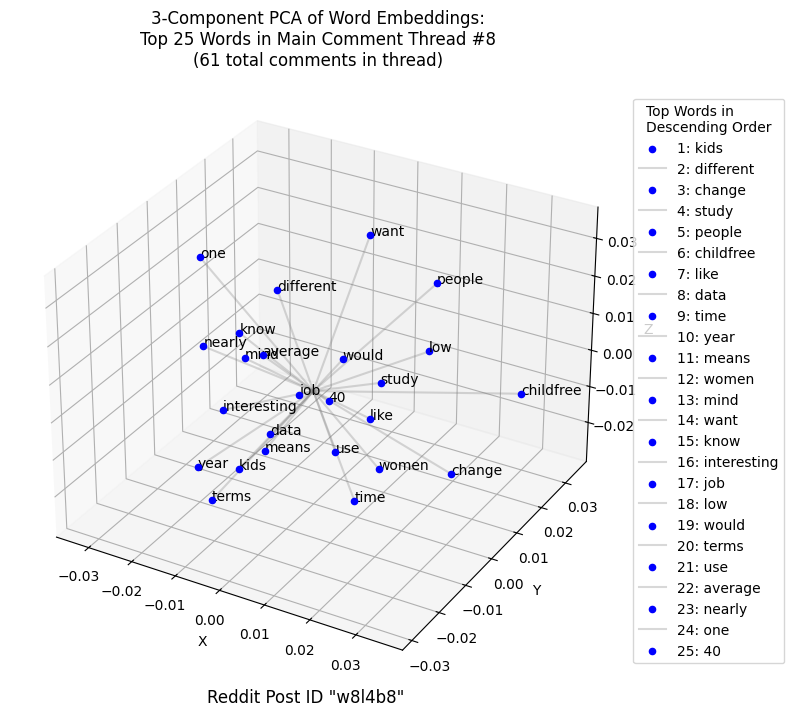 3-Component PCA of Word Embeddings:
Top 25 Words in Main Comment Thread #8
(61 total comments in thread)
Top Words in
Descending Order
1: kids
2: different
3: change
4: study
5: people
6: childfree
7: like
8: data
9: time
10: year
11: means
12: women
13: mind
14: want
15: know
16: interesting
17: job
18: low
19: would
20: terms
21: use
22: average
23: nearly
24: one
25: 40
want
one
people
different
know
nearly
mind
average
would
low
study
childfree
job
40
interesting
like
data
means
use
year
kids
women
change
terms
time
0.03
0.02
0.01
Z
0.00
−0.01
−0.02
−0.03
−0.02
−0.01
0.00
0.01
0.02
0.03
X
0.03
0.02
0.01
0.00
−0.01
−0.02
−0.03
Y
Reddit Post ID "w8l4b8"